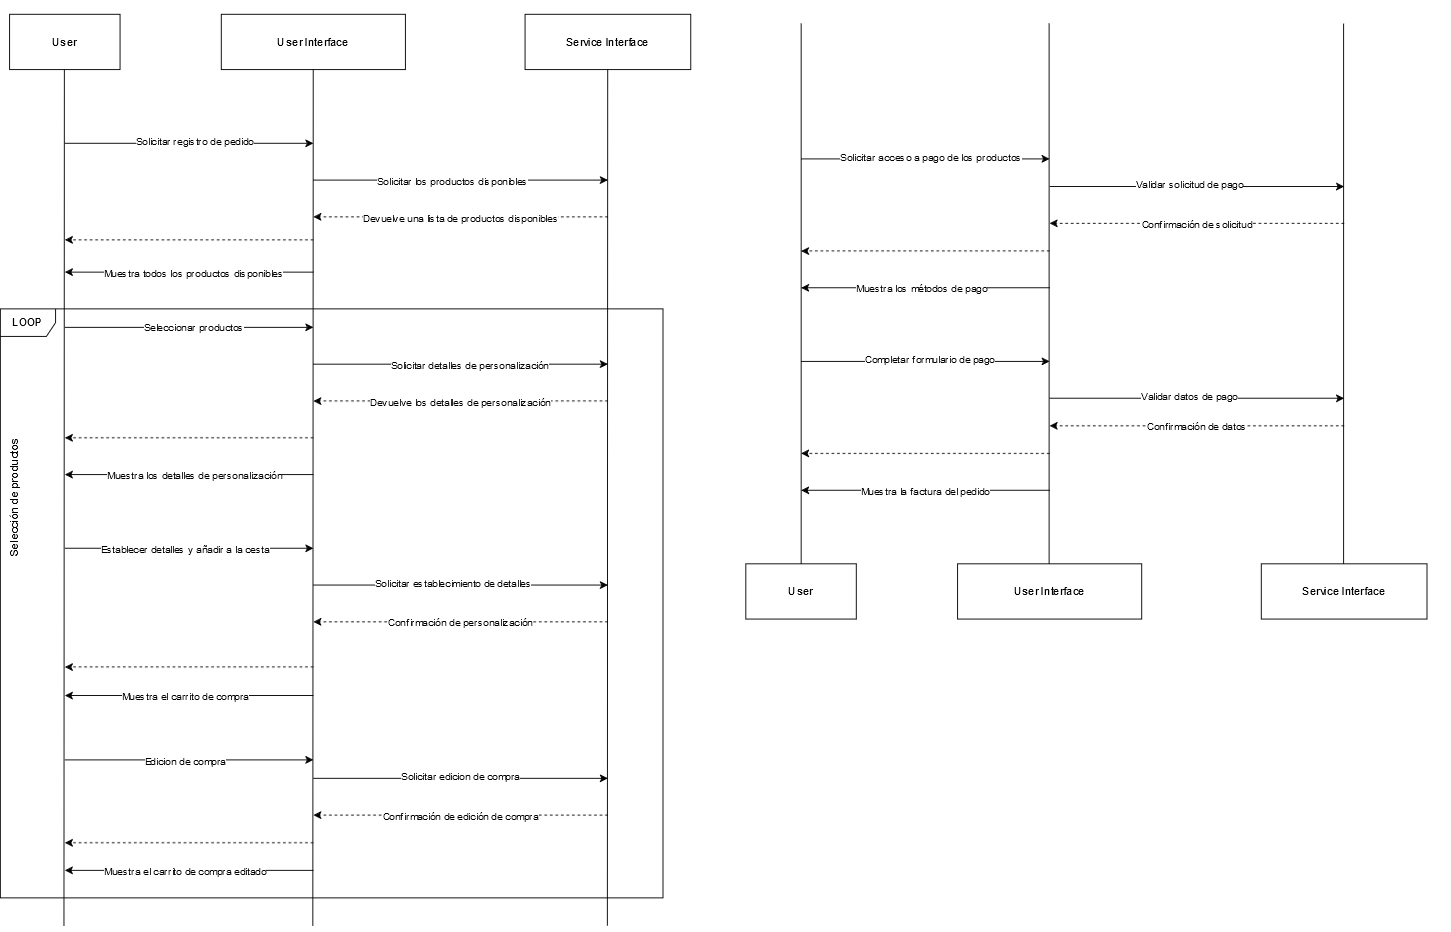 User
User Interface
Service Interface
Solicitar registro de pedido
Solicitar los productos disponibles
Devuelve una lista de productos disponibles
Muestra todos los productos disponibles
LOOP
Selección de productos
Seleccionar productos
Solicitar detalles de personalización
Devuelve los detalles de personalización
Muestra los detalles de personalización
Establecer detalles y añadir a la cesta
Solicitar establecimiento de detalles
Confirmación de personalización
Muestra el carrito de compra
Edicion de compra
Solicitar edicion de compra
Confirmación de edición de compra
Muestra el carrito de compra editado
Solicitar acceso a pago de los productos
Validar solicitud de pago
Confirmación de solicitud
Muestra los métodos de pago
Completar formulario de pago
Validar datos de pago
Confirmación de datos
Muestra la factura del pedido
User
User Interface
Service Interface